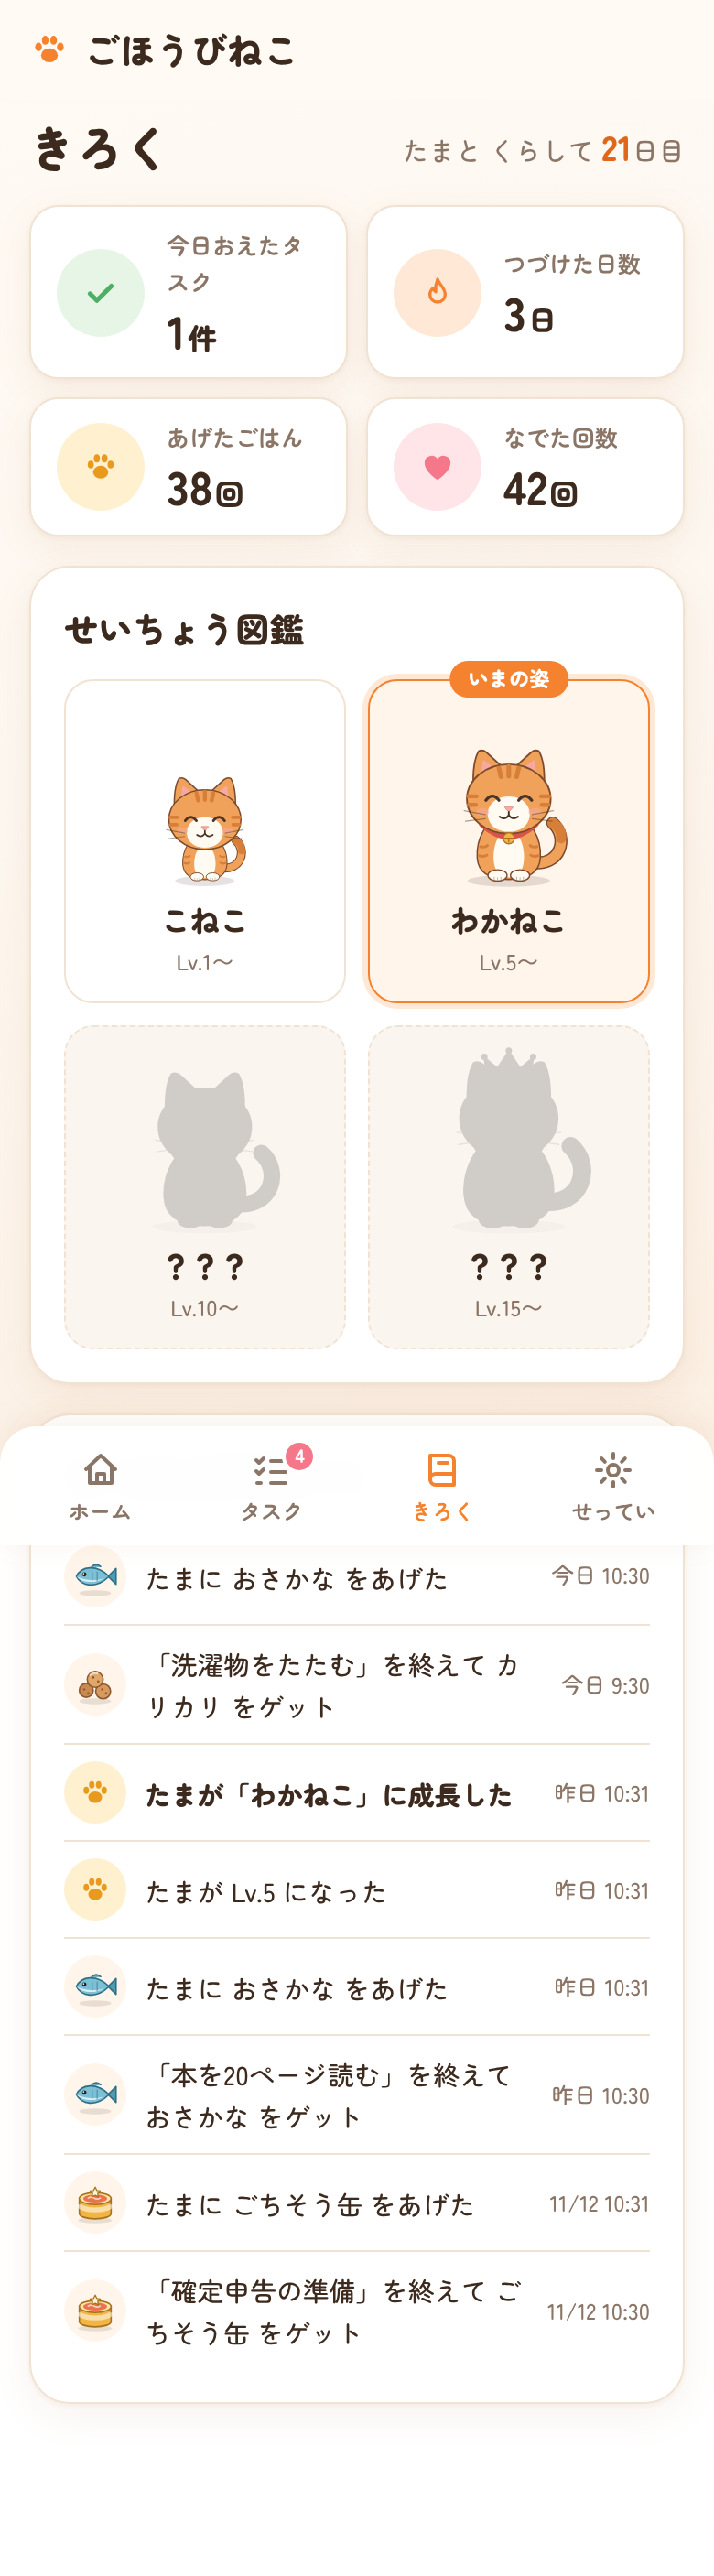 ごほうびねこ
きろく
たまと くらして 21日目
今日おえたタ
スク
1件
つづけた日数
3日
あげたごはん
38回
なでた回数
42回
せいちょう図鑑
いまの姿
こねこ
Lv.1〜
わかねこ
Lv.5〜
？？？
Lv.10〜
？？？
Lv.15〜
ホーム
4
タスク
きろく
せってい
たまに おさかな をあげた
今日 10:30
「洗濯物をたたむ」を終えて カ
リカリ をゲット
今日 9:30
たまが「わかねこ」に成長した
昨日 10:31
たまが Lv.5 になった
昨日 10:31
たまに おさかな をあげた
昨日 10:31
「本を20ページ読む」を終えて
おさかな をゲット
昨日 10:30
たまに ごちそう缶 をあげた
11/12 10:31
「確定申告の準備」を終えて ご
ちそう缶 をゲット
11/12 10:30